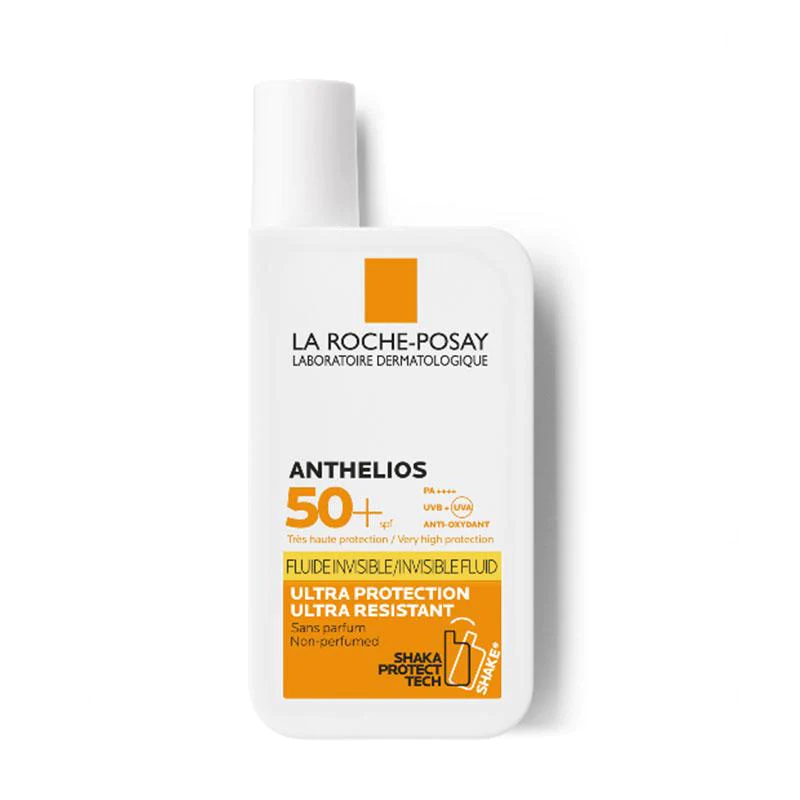 LA ROCHE-POSAY
LABORATOIRE DERMATOLOGIQUE
ANTHELIOS
50+ spf
PA ++++
UVB + UVA
ANTI-OXYDANT
Très haute protection / Very high protection
FLUIDE INVISIBLE/INVISIBLE FLUID
ULTRA PROTECTION
ULTRA RESISTANT
Sans parfum
Non-perfumed
SHAKA
PROTECT
TECH
SHAKE*